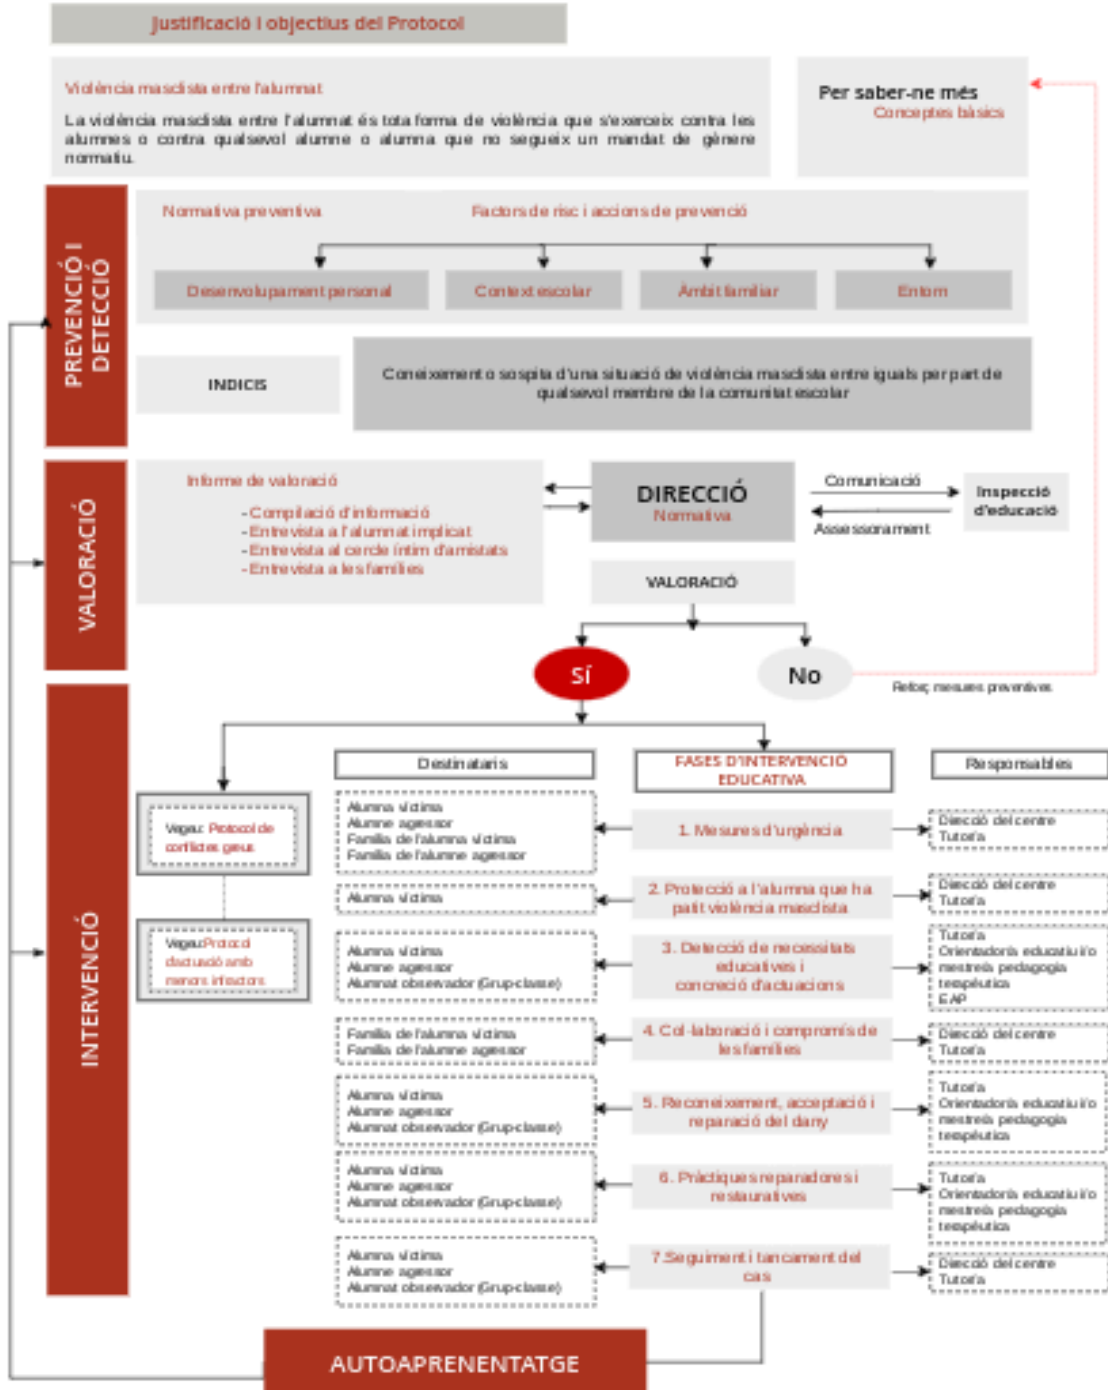 Justificació i objectius del Protocol
Violència masclista entre l'alumnat
La violència masclista entre l'alumnat és tota forma de violència que s'exerceix contra les
alumnes o contra qualsevol alumne o alumna que no segueix un mandat de gènere
normatiu.
Per saber-ne més
Conceptes bàsics
PREVENCIÓ I
DETECCIÓ
Normativa preventiva
Factors de risc i accions de prevenció
Desenvolupament personal
Context escolar
Àmbit familiar
Entorn
INDICIS
Coneixement o sospita d'una situació de violència masclista entre iguals per part de
qualsevol membre de la comunitat escolar
VALORACIÓ
Informe de valoració
- Compilació d'informació
- Entrevista a l'alumnat implicat
- Entrevista al cercle íntim d'amistats
- Entrevista a les famílies
DIRECCIÓ
Normativa
Comunicació
Assessorament
Inspecció
d'educació
VALORACIÓ
Sí
No
Reforç mesures preventives
INTERVENCIÓ
Vegeu: Protocol de
conflictes greus
Vegeu:Protocol
d'actuació amb
menors infractors
Destinataris
FASES D'INTERVENCIÓ
EDUCATIVA
Responsables
Alumna víctima
Alumne agressor
Família de l'alumna víctima
Família de l'alumne agressor
1. Mesures d'urgència
Direcció del centre
Tutor/a
Alumna víctima
2. Protecció a l'alumna que ha
patit violència masclista
Direcció del centre
Tutor/a
Alumna víctima
Alumne agressor
Alumnat observador (Grup-classe)
3. Detecció de necessitats
educatives i
concreció d'actuacions
Tutor/a
Orientador/a educatiu i/o
mestre/a pedagogia
terapèutica
EAP
Família de l'alumna víctima
Família de l'alumne agressor
4. Col·laboració i compromís de
les famílies
Direcció del centre
Tutor/a
Alumna víctima
Alumne agressor
Alumnat observador (Grup-classe)
5. Reconeixement, acceptació i
reparació del dany
Tutor/a
Orientador/a educatiu i/o
mestre/a pedagogia
terapèutica
Alumna víctima
Alumne agressor
Alumnat observador (Grup-classe)
6. Pràctiques reparadores i
restauratives
Tutor/a
Orientador/a educatiu i/o
mestre/a pedagogia
terapèutica
Alumna víctima
Alumne agressor
Alumnat observador (Grup-classe)
7.Seguiment i tancament del
cas
Direcció del centre
Tutor/a
AUTOAPRENENTATGE